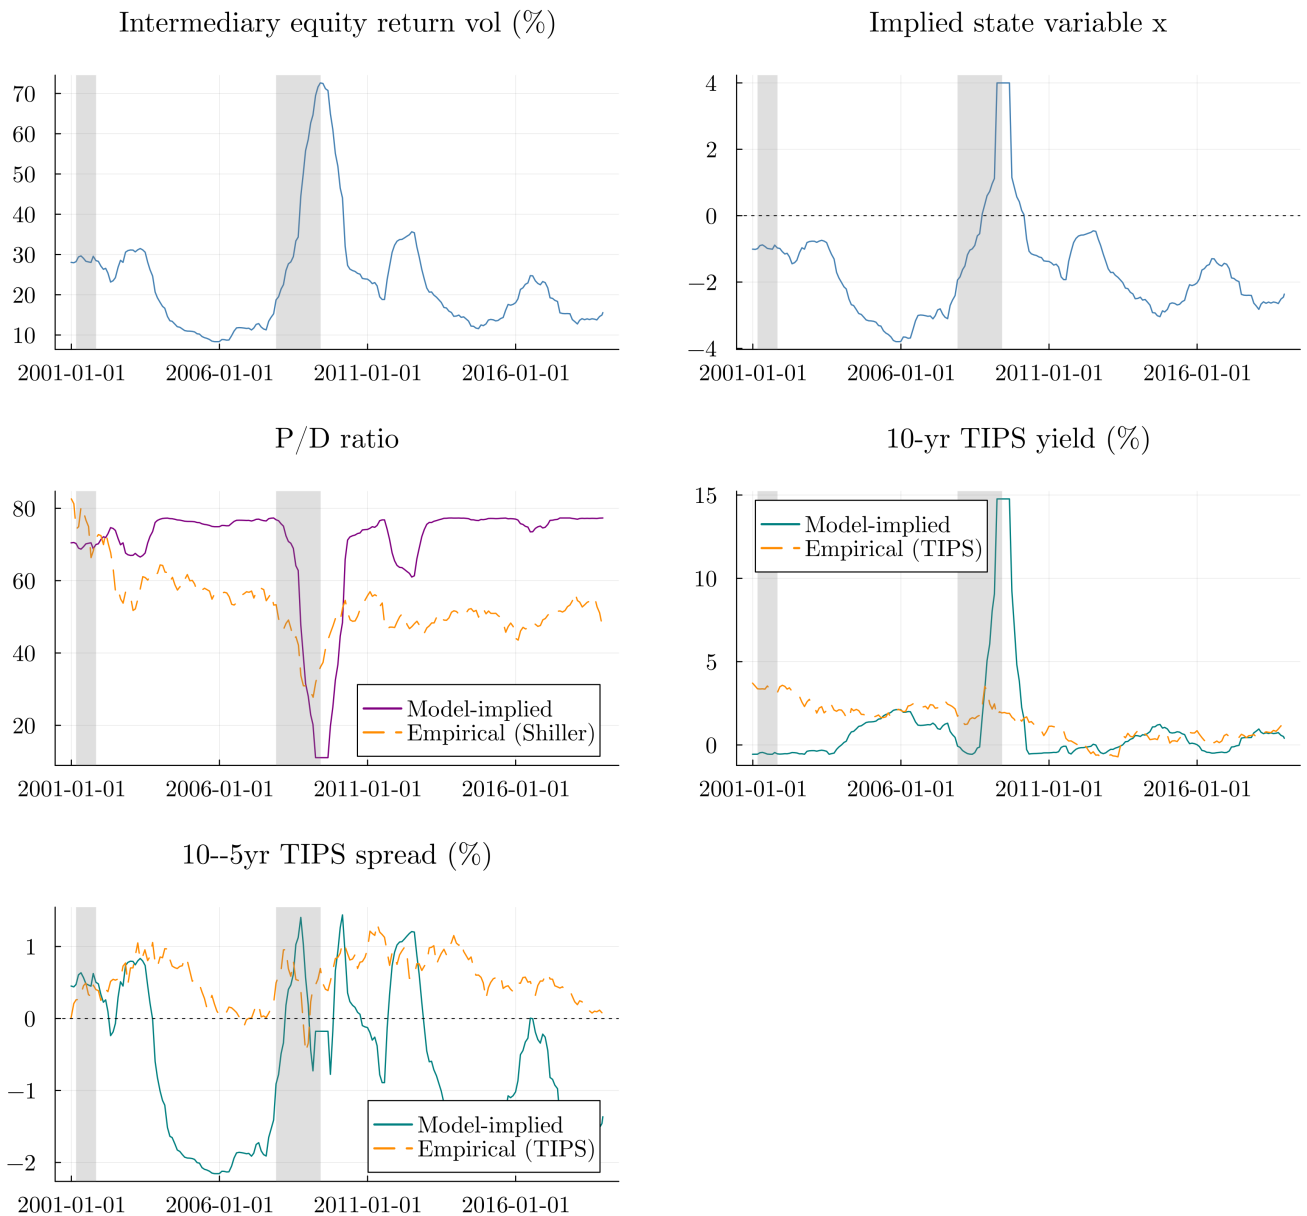 Intermediary equity return vol (%)
70
60
50
40
30
20
10
2001-01-01 2006-01-01 2011-01-01 2016-01-01
Implied state variable x
4
2
0
−2
−4
2001-01-01 2006-01-01 2011-01-01 2016-01-01
P/D ratio
80
60
40
20
Model-implied
Empirical (Shiller)
2001-01-01 2006-01-01 2011-01-01 2016-01-01
10-yr TIPS yield (%)
15
10
5
0
Model-implied
Empirical (TIPS)
2001-01-01 2006-01-01 2011-01-01 2016-01-01
10--5yr TIPS spread (%)
1
0
−1
−2
Model-implied
Empirical (TIPS)
2001-01-01 2006-01-01 2011-01-01 2016-01-01